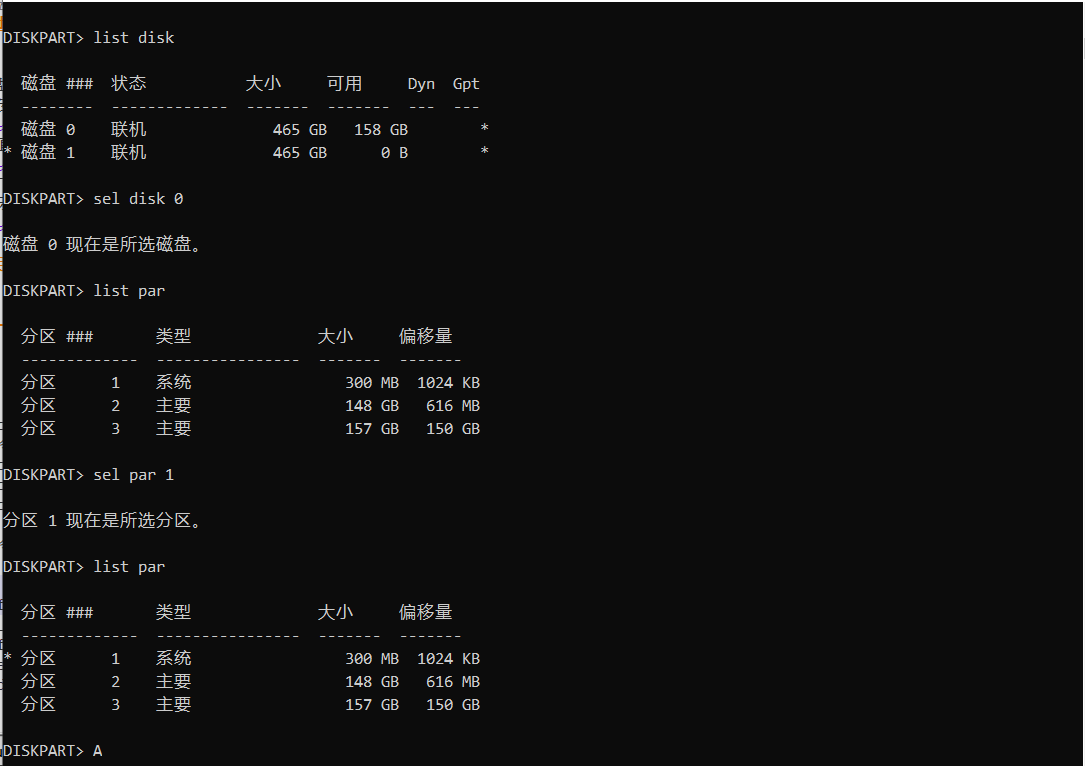 DISKPART> list disk
磁盘 ### 状态 大小 可用 Dyn Gpt
-------- ------------- ------- ------- --- ---
磁盘 0 联机 465 GB 158 GB *
* 磁盘 1 联机 465 GB 0 B *
DISKPART> sel disk 0
磁盘 0 现在是所选磁盘。
DISKPART> list par
分区 ### 类型 大小 偏移量
------------- ---------------- ------- -------
分区 1 系统 300 MB 1024 KB
分区 2 主要 148 GB 616 MB
分区 3 主要 157 GB 150 GB
DISKPART> sel par 1
分区 1 现在是所选分区。
DISKPART> list par
分区 ### 类型 大小 偏移量
------------- ---------------- ------- -------
* 分区 1 系统 300 MB 1024 KB
分区 2 主要 148 GB 616 MB
分区 3 主要 157 GB 150 GB
DISKPART> A